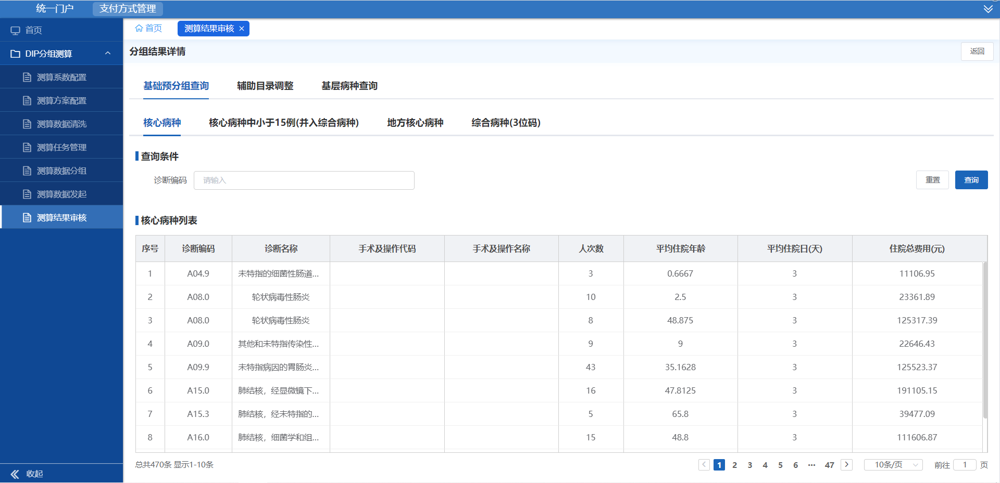 统一门户 支付方式管理
首页
DIP分组测算
测算系数配置
测算方案配置
测算数据清洗
测算任务管理
测算数据分组
测算数据发起
测算结果审核
收起
首页 测算结果审核 ×
分组结果详情 返回
基础预分组查询 辅助目录调整 基层病种查询
核心病种 核心病种中小于15例(并入综合病种) 地方核心病种 综合病种(3位码)
查询条件
诊断编码 请输入 重置 查询
核心病种列表
序号 诊断编码 诊断名称 手术及操作代码 手术及操作名称 人次数 平均住院年龄 平均住院日(天) 住院总费用(元)
1 A04.9 未特指的细菌性肠道... 3 0.6667 3 11106.95
2 A08.0 轮状病毒性肠炎 10 2.5 3 23361.89
3 A08.0 轮状病毒性肠炎 8 48.875 3 125317.39
4 A09.0 其他和未特指传染性... 9 9 3 22646.43
5 A09.9 未特指病因的胃肠炎... 43 35.1628 3 125523.37
6 A15.0 肺结核，经显微镜下... 16 47.8125 3 191105.15
7 A15.3 肺结核，经未特指的... 5 65.8 3 39477.09
8 A16.0 肺结核，细菌学和组... 15 48.8 3 111606.87
总共470条 显示1-10条 < 1 2 3 4 5 6 ... 47 > 10条/页 前往 1 页